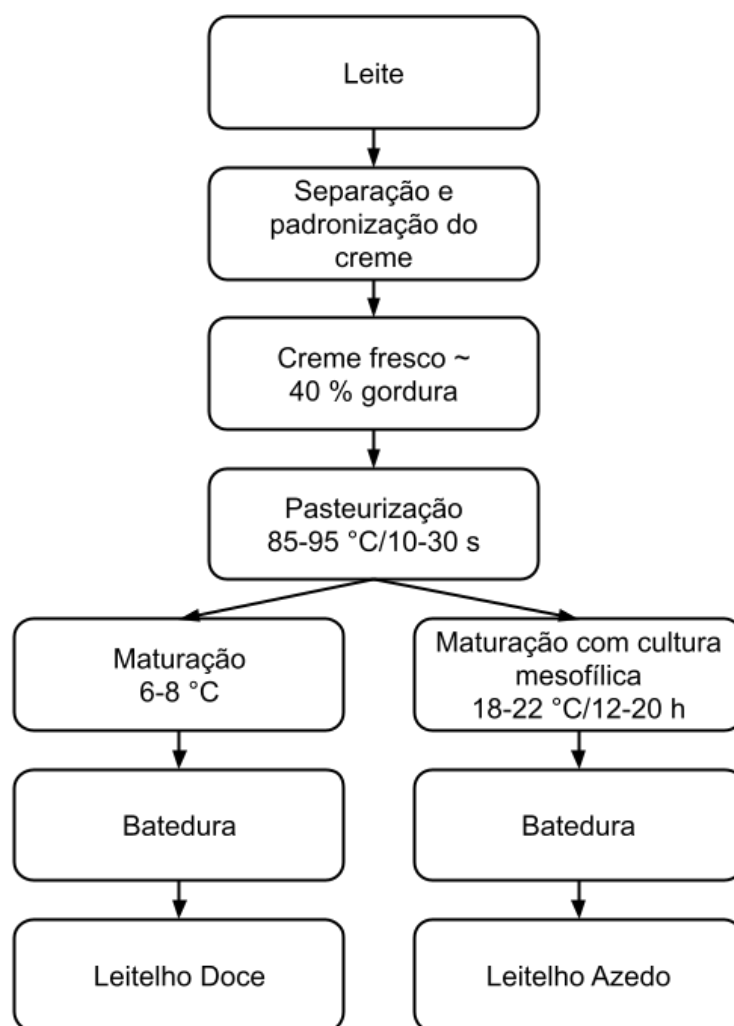 Leite
Separação e
padronização do
creme
Creme fresco ~
40 % gordura
Pasteurização
85-95 °C/10-30 s
Maturação
6-8 °C
Maturação com cultura
mesofílica
18-22 °C/12-20 h
Batedura
Batedura
Leitelho Doce
Leitelho Azedo